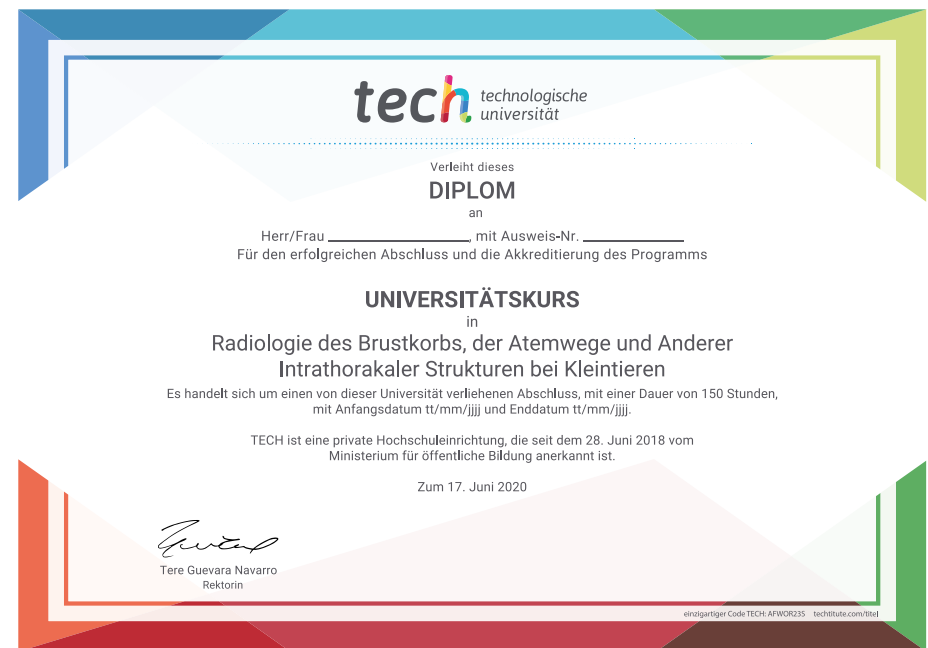 tech technologische
universität
Verleiht dieses
DIPLOM
an
Herr/Frau ____________, mit Ausweis-Nr. ____________
Für den erfolgreichen Abschluss und die Akkreditierung des Programms
UNIVERSITÄTSKURS
in
Radiologie des Brustkorbs, der Atemwege und Anderer
Intrathorakaler Strukturen bei Kleintieren
Es handelt sich um einen von dieser Universität verliehenen Abschluss, mit einer Dauer von 150 Stunden,
mit Anfangsdatum tt/mm/jjjj und Enddatum tt/mm/jjjj.
TECH ist eine private Hochschuleinrichtung, die seit dem 28. Juni 2018 vom
Ministerium für öffentliche Bildung anerkannt ist.
Zum 17. Juni 2020
Tere Guevara Navarro
Rektorin
einzigartiger Code TECH: AFWOR23S techtitute.com/titel